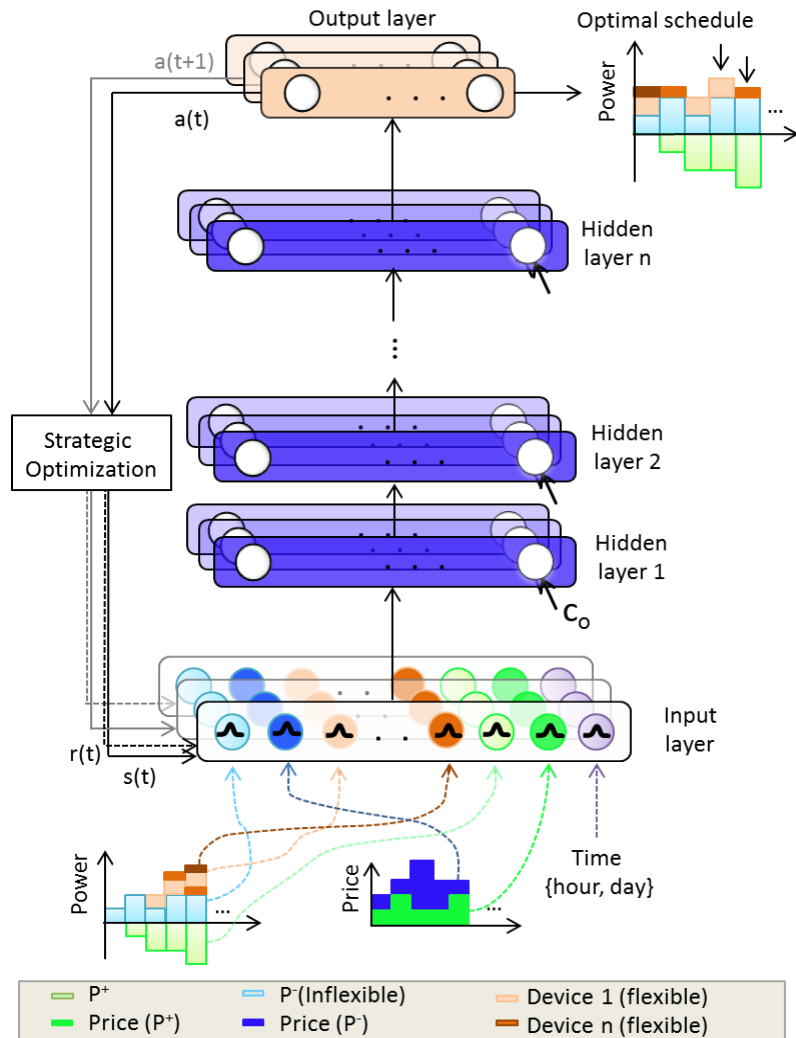 Output layer
Optimal schedule
a(t+1)
a(t)
Power
...
Hidden
layer n
...
Strategic
Optimization
Hidden
layer 2
Hidden
layer 1
C₀
Input
layer
r(t)
s(t)
Power
...
Price
...
Time
{hour, day}
P⁺
P⁻(Inflexible)
Device 1 (flexible)
Price (P⁺)
Price (P⁻)
Device n (flexible)